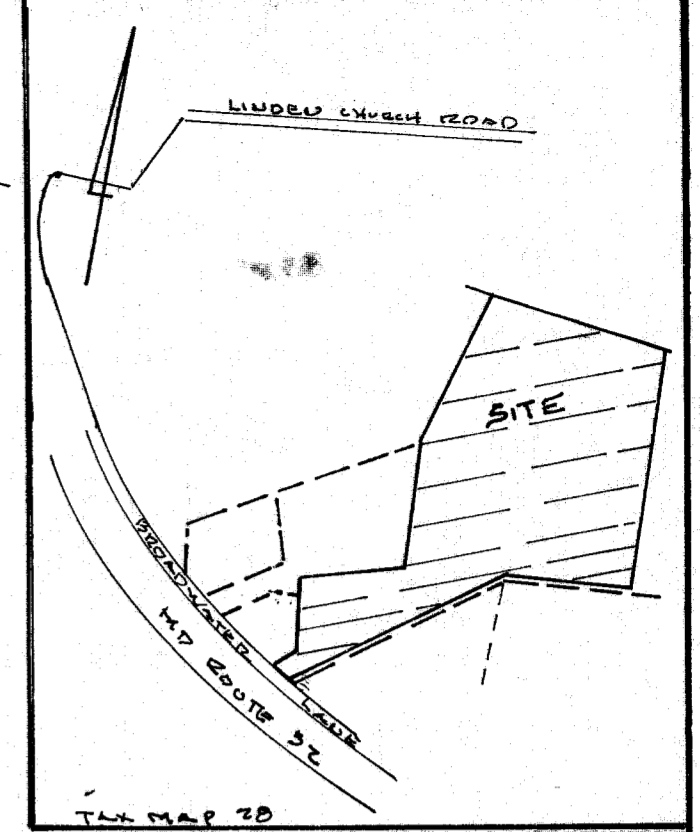 LINDEN CHURCH ROAD
SITE
BROADWATER LANE
MD ROUTE 32
TAX MAP 28